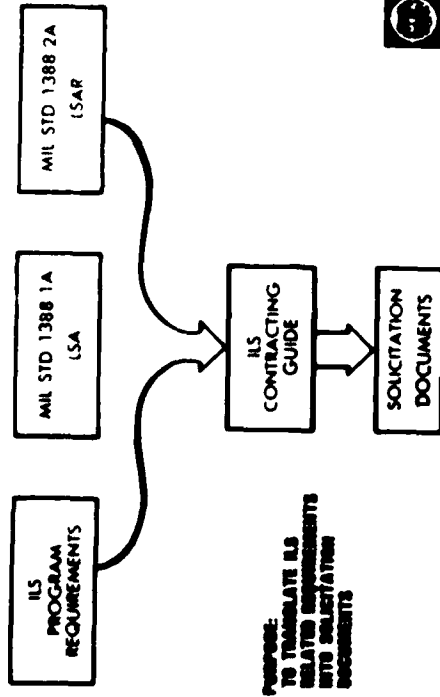 ILS
PROGRAM
REQUIREMENTS
MIL STD 1388 1A
LSA
MIL STD 1388 2A
LSAR
ILS
CONTRACTING
GUIDE
SOLICITATION
DOCUMENTS
PURPOSE:
TO TRANSLATE ILS
RELATED REQUIREMENTS
INTO SOLICITATION
DOCUMENTS